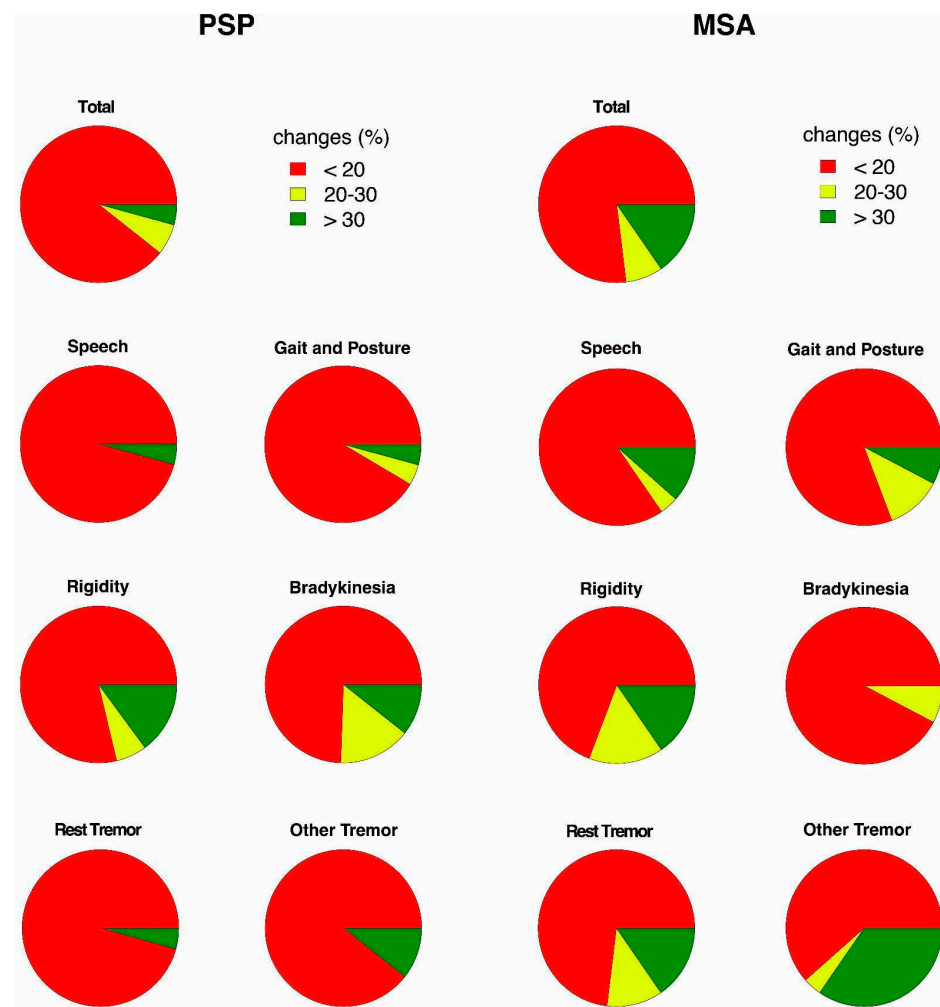 PSP
Total
changes (%)
< 20
20-30
> 30
Speech
Gait and Posture
Rigidity
Bradykinesia
Rest Tremor
Other Tremor
MSA
Total
changes (%)
< 20
20-30
> 30
Speech
Gait and Posture
Rigidity
Bradykinesia
Rest Tremor
Other Tremor